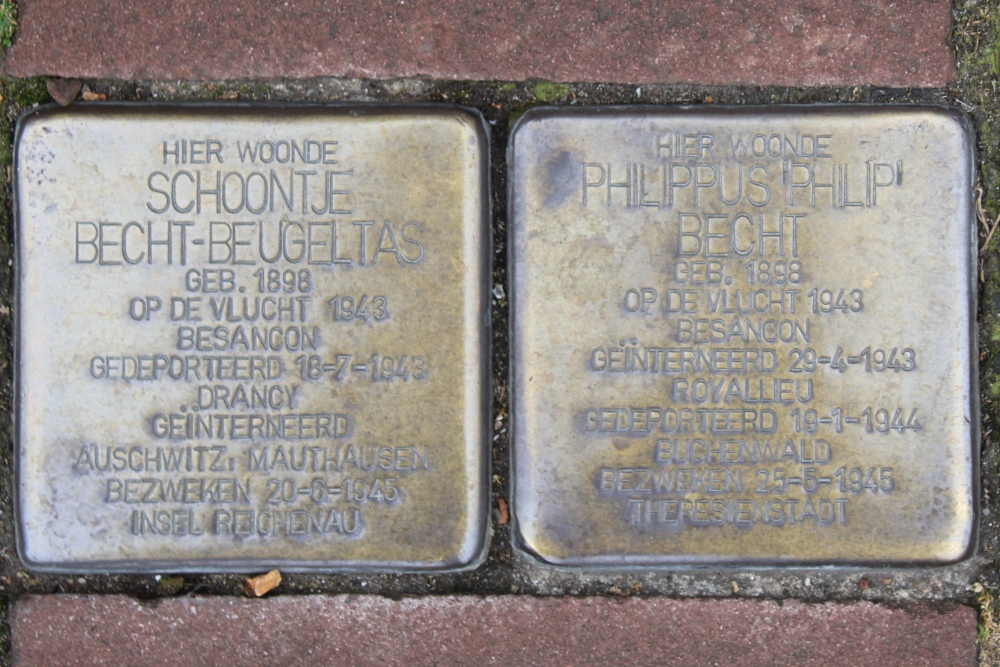 HIER WOONDE
SCHOONTJE
BECHT-BEUGELTAS
GEB. 1898
OP DE VLUCHT 1943
BESANCON
GEDEPORTEERD 18-7-1943
DRANCY
GEÏNTERNEERD
AUSCHWITZ, MAUTHAUSEN
BEZWEKEN 20-6-1945
INSEL REICHENAU
HIER WOONDE
PHILIPPUS 'PHILIP'
BECHT
GEB. 1898
OP DE VLUCHT 1943
BESANCON
GEÏNTERNEERD 29-4-1943
ROYALLIEU
GEDEPORTEERD 19-1-1944
BUCHENWALD
BEZWEKEN 25-5-1945
THERESIENSTADT